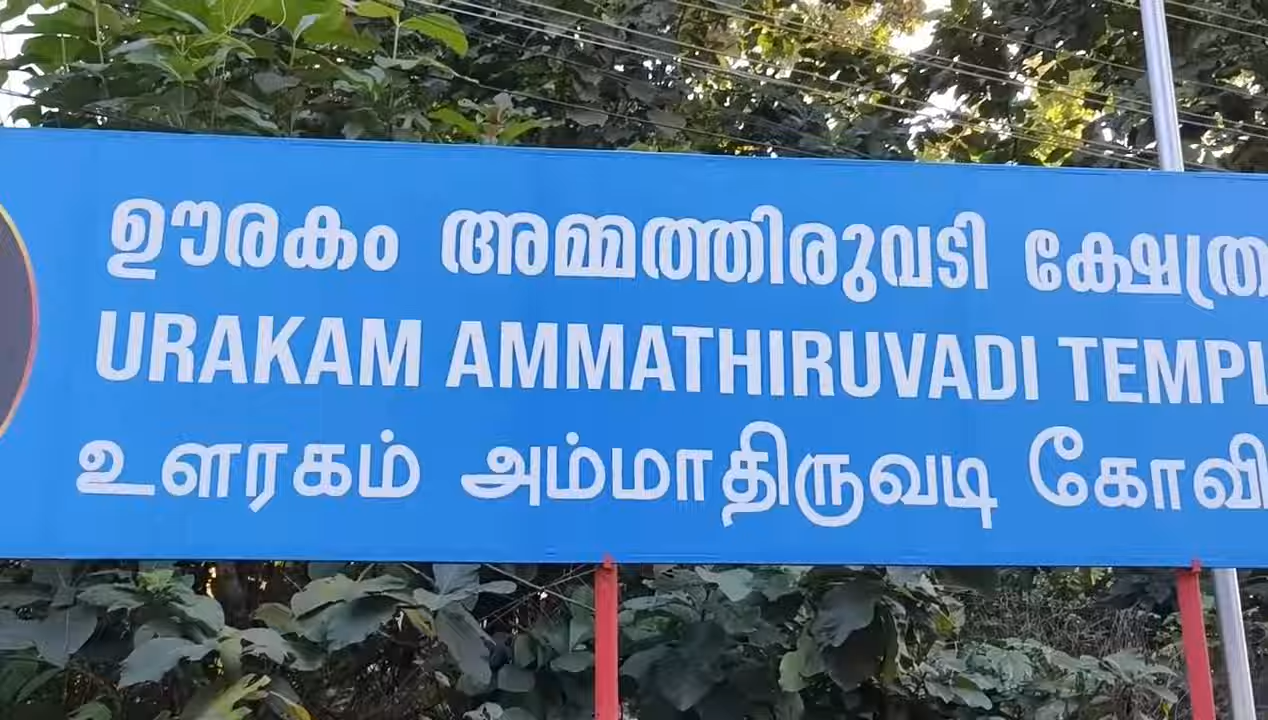 ഊരകം അമ്മത്തിരുവടി ക്ഷേത്ര
URAKAM AMMATHIRUVADI TEMPL
உளரகம் அம்மாதிருவடி கோவி